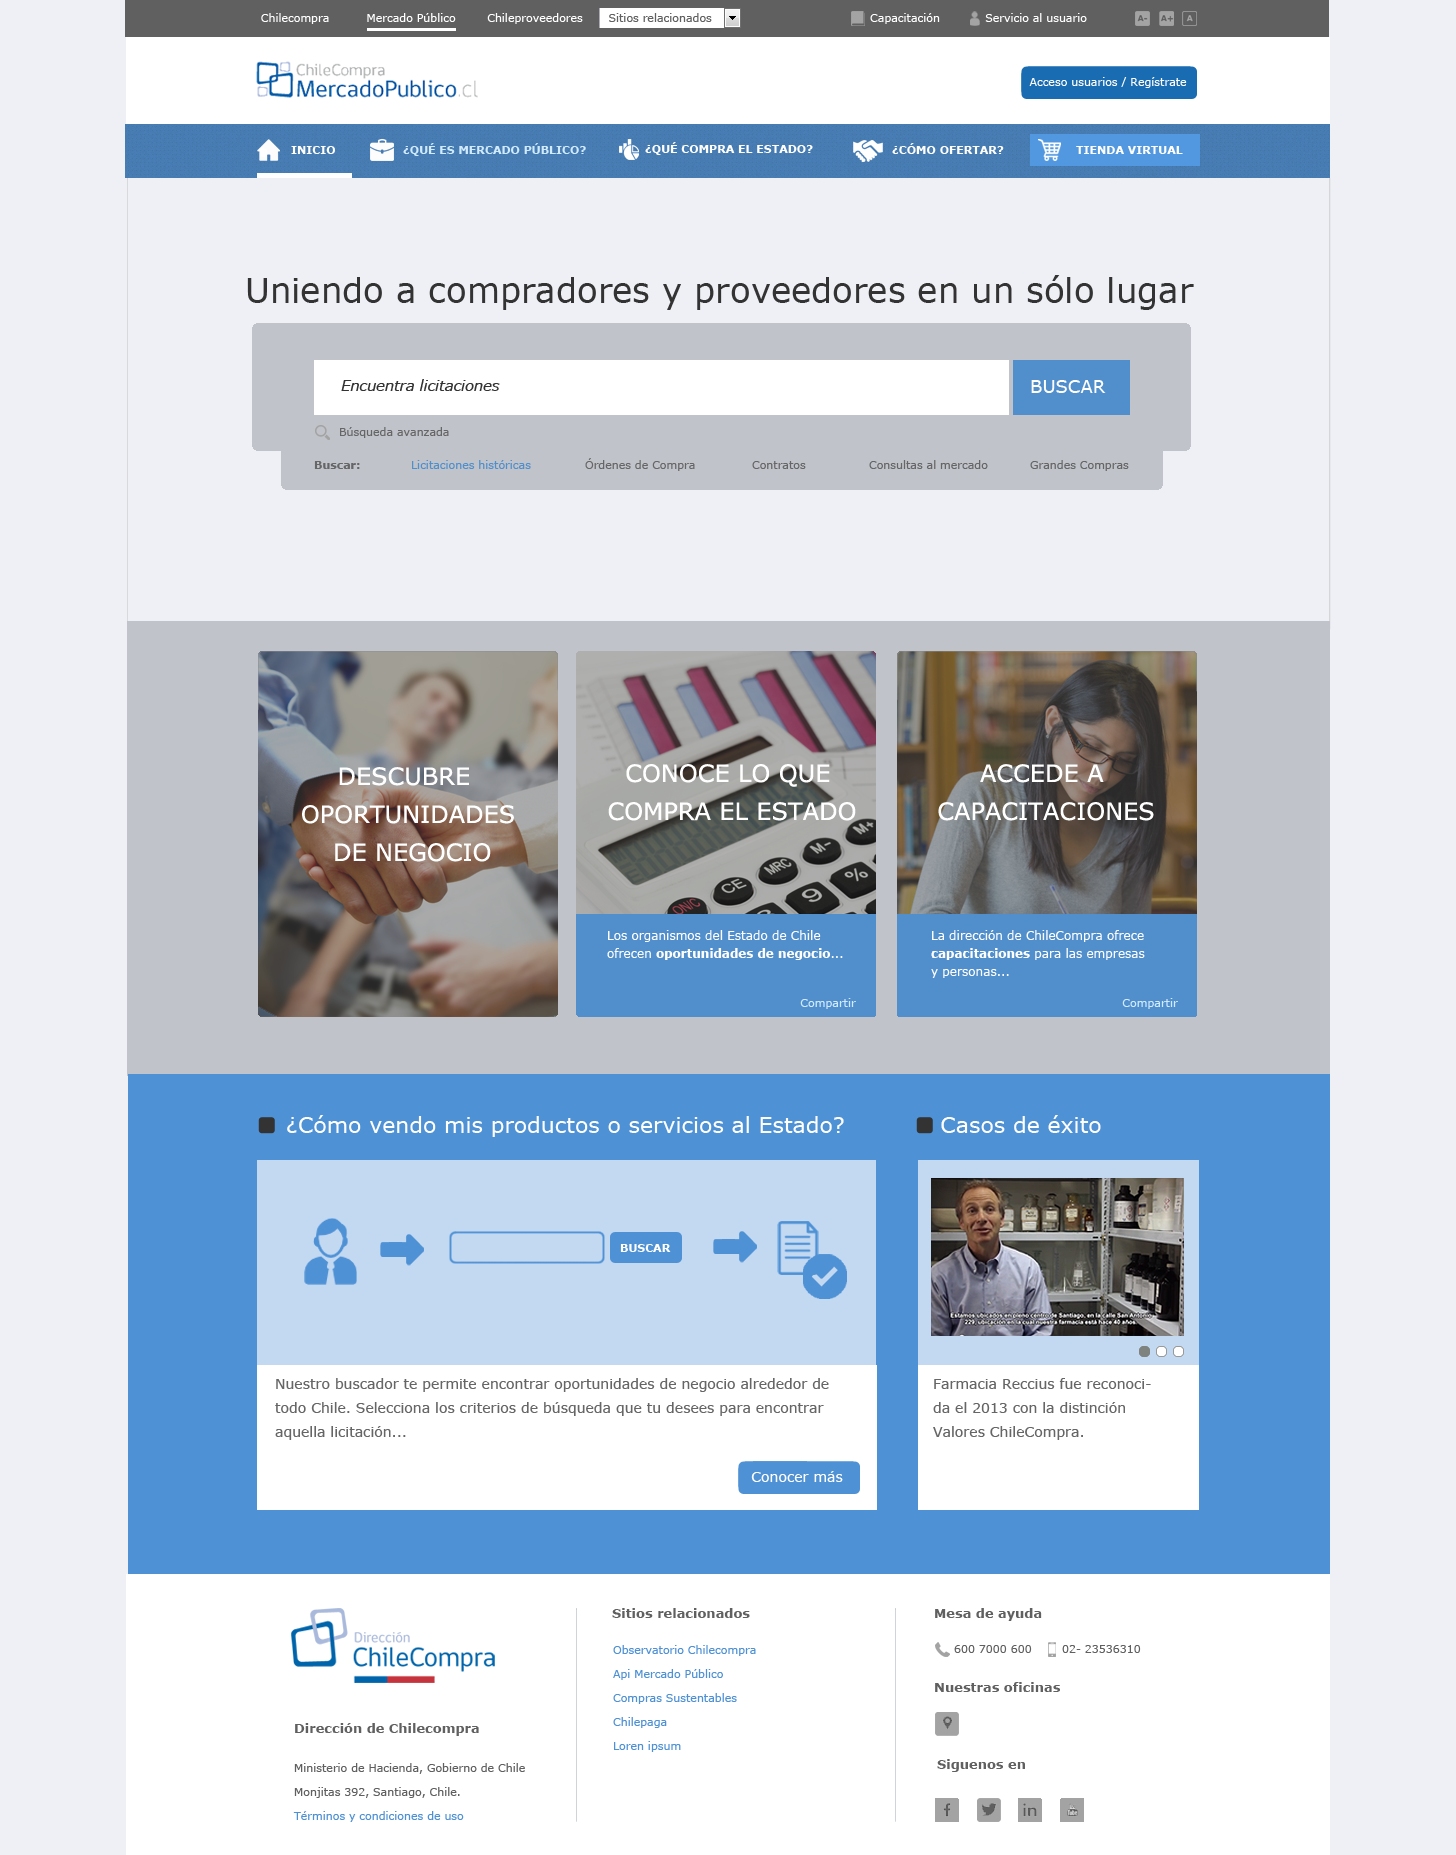 Chilecompra
Mercado Público
Chileproveedores
Sitios relacionados
Capacitación
Servicio al usuario
A-
A+
A
ChileCompra
MercadoPublico.cl
Acceso usuarios / Regístrate
INICIO
¿QUÉ ES MERCADO PÚBLICO?
¿QUÉ COMPRA EL ESTADO?
¿CÓMO OFERTAR?
TIENDA VIRTUAL
Uniendo a compradores y proveedores en un sólo lugar
Encuentra licitaciones
BUSCAR
Búsqueda avanzada
Buscar:
Licitaciones históricas
Órdenes de Compra
Contratos
Consultas al mercado
Grandes Compras
DESCUBRE
OPORTUNIDADES
DE NEGOCIO
CONOCE LO QUE
COMPRA EL ESTADO
ON/C
CE
MRC
M-
M+
9
%
Los organismos del Estado de Chile
ofrecen oportunidades de negocio...
Compartir
ACCEDE A
CAPACITACIONES
La dirección de ChileCompra ofrece
capacitaciones para las empresas
y personas...
Compartir
¿Cómo vendo mis productos o servicios al Estado?
BUSCAR
Nuestro buscador te permite encontrar oportunidades de negocio alrededor de
todo Chile. Selecciona los criterios de búsqueda que tu desees para encontrar
aquella licitación...
Conocer más
Casos de éxito
Estamos ubicados en pleno centro de Santiago, en la calle San Antonio
229, ubicación en la cual nuestra farmacia está hace 40 años.
Farmacia Reccius fue reconoci-
da el 2013 con la distinción
Valores ChileCompra.
Dirección
ChileCompra
Dirección de Chilecompra
Ministerio de Hacienda, Gobierno de Chile
Monjitas 392, Santiago, Chile.
Términos y condiciones de uso
Sitios relacionados
Observatorio Chilecompra
Api Mercado Público
Compras Sustentables
Chilepaga
Loren ipsum
Mesa de ayuda
600 7000 600
02- 23536310
Nuestras oficinas
Siguenos en
f
in